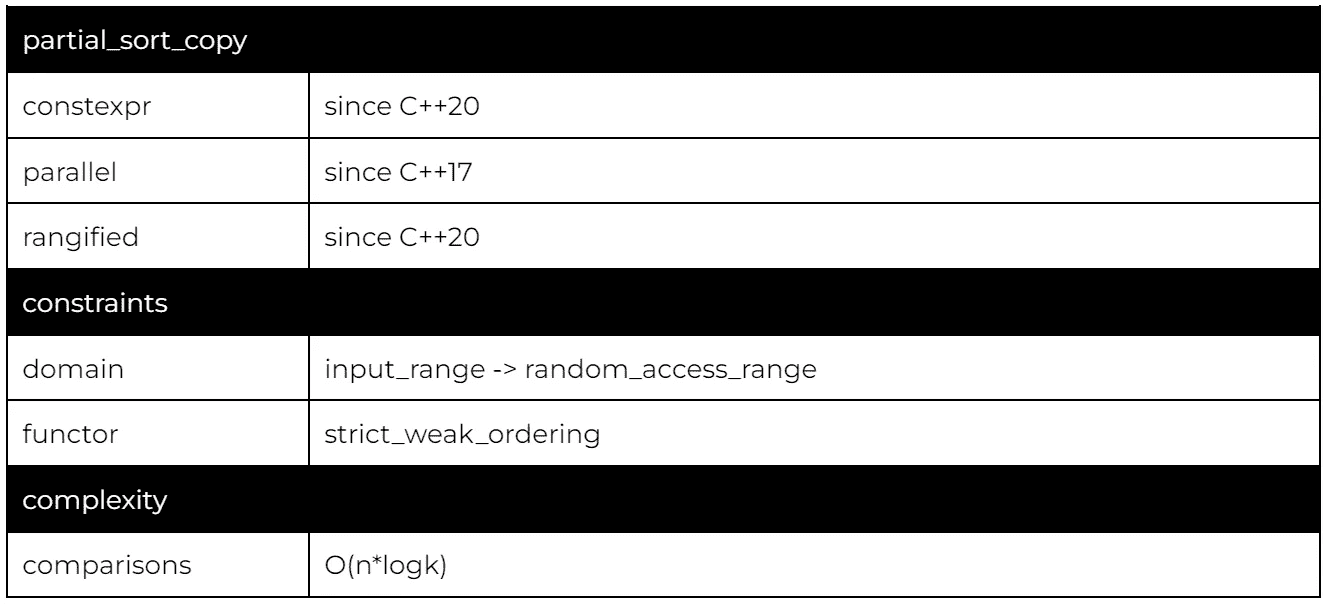 partial_sort_copy
constexpr since C++20
parallel since C++17
rangified since C++20
constraints
domain input_range -> random_access_range
functor strict_weak_ordering
complexity
comparisons O(n*logk)